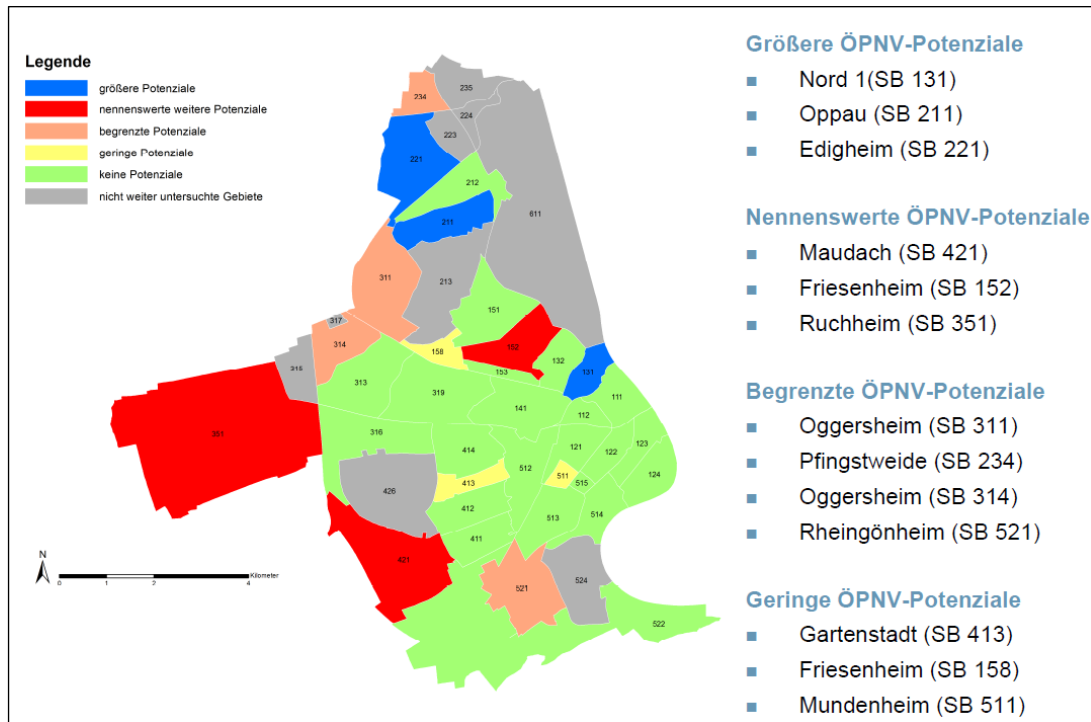 Legende
größere Potenziale
nennenswerte weitere Potenziale
begrenzte Potenziale
geringe Potenziale
keine Potenziale
nicht weiter untersuchte Gebiete
235
234
224
223
221
212
211
611
311
213
317
314
151
158
152
132
131
153
315
313
319
141
111
112
351
316
414
121
123
122
512
413
511
515
124
426
412
513
514
411
421
521
524
522
N
0 1 2 4
Kilometer
Größere ÖPNV-Potenziale
Nord 1(SB 131)
Oppau (SB 211)
Edigheim (SB 221)
Nennenswerte ÖPNV-Potenziale
Maudach (SB 421)
Friesenheim (SB 152)
Ruchheim (SB 351)
Begrenzte ÖPNV-Potenziale
Oggersheim (SB 311)
Pfingstweide (SB 234)
Oggersheim (SB 314)
Rheingönheim (SB 521)
Geringe ÖPNV-Potenziale
Gartenstadt (SB 413)
Friesenheim (SB 158)
Mundenheim (SB 511)